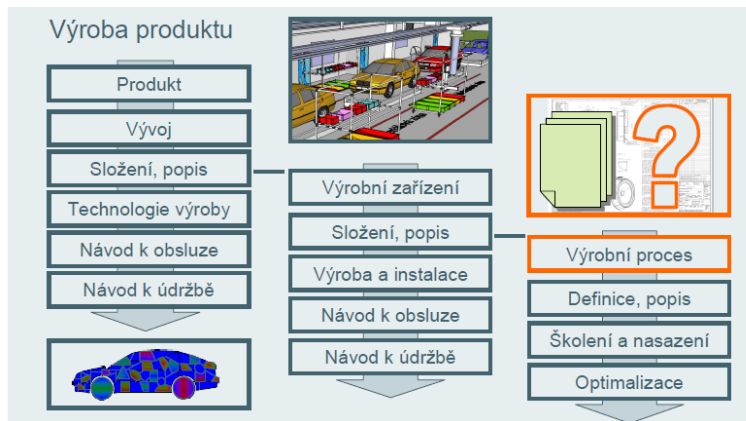 Výroba produktu
Produkt
Vývoj
Složení, popis
Technologie výroby
Návod k obsluze
Návod k údržbě
Výrobní zařízení
Složení, popis
Výroba a instalace
Návod k obsluze
Návod k údržbě
?
Výrobní proces
Definice, popis
Školení a nasazení
Optimalizace